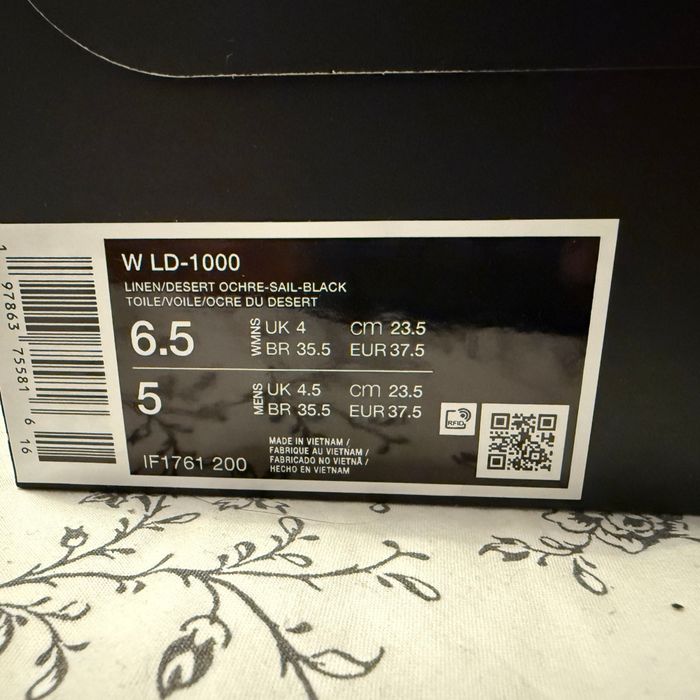 W LD-1000
LINEN/DESERT OCHRE-SAIL-BLACK
TOILE/VOILE/OCRE DU DESERT
6.5 WMNS UK 4 cm 23.5
BR 35.5 EUR 37.5
5 MENS UK 4.5 cm 23.5
BR 35.5 EUR 37.5
RFID
MADE IN VIETNAM /
FABRIQUE AU VIETNAM /
FABRICADO NO VIETNÃ /
HECHO EN VIETNAM
IF1761 200
1 97863 75581 6 16